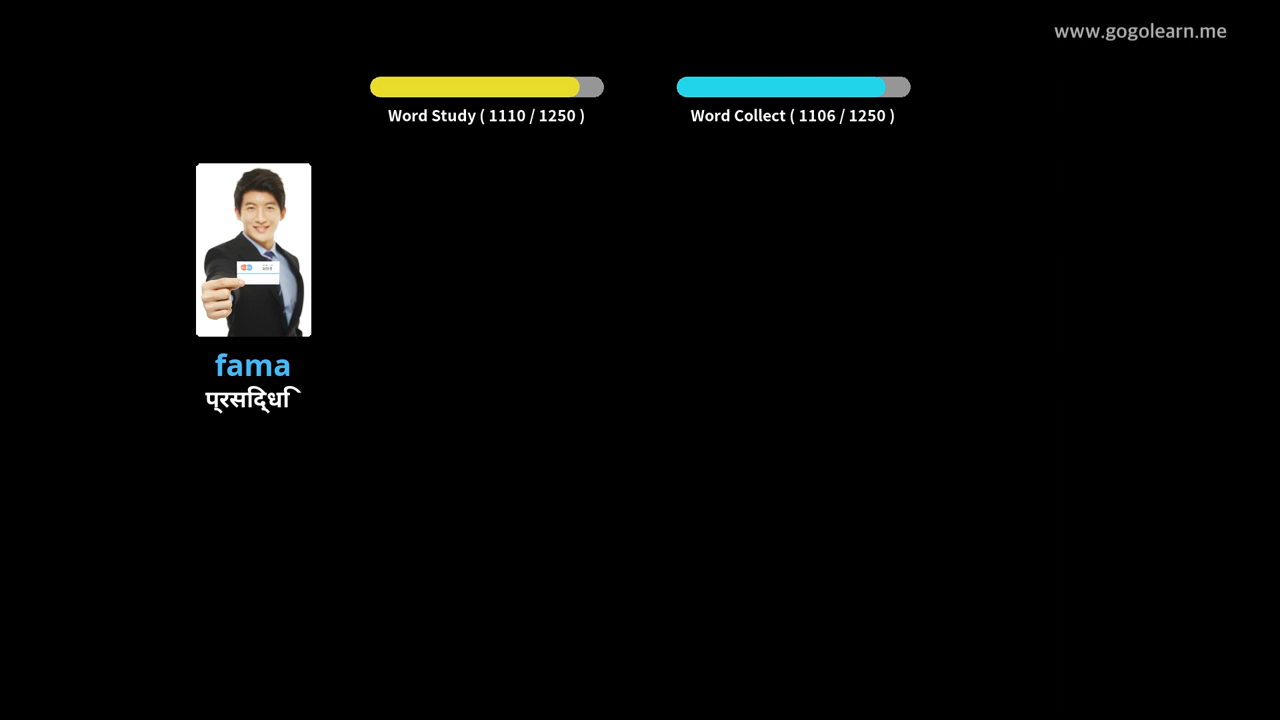 www.gogolearn.me
Word Study ( 1110 / 1250 )
Word Collect ( 1106 / 1250 )
fama
प्रसिद्धि